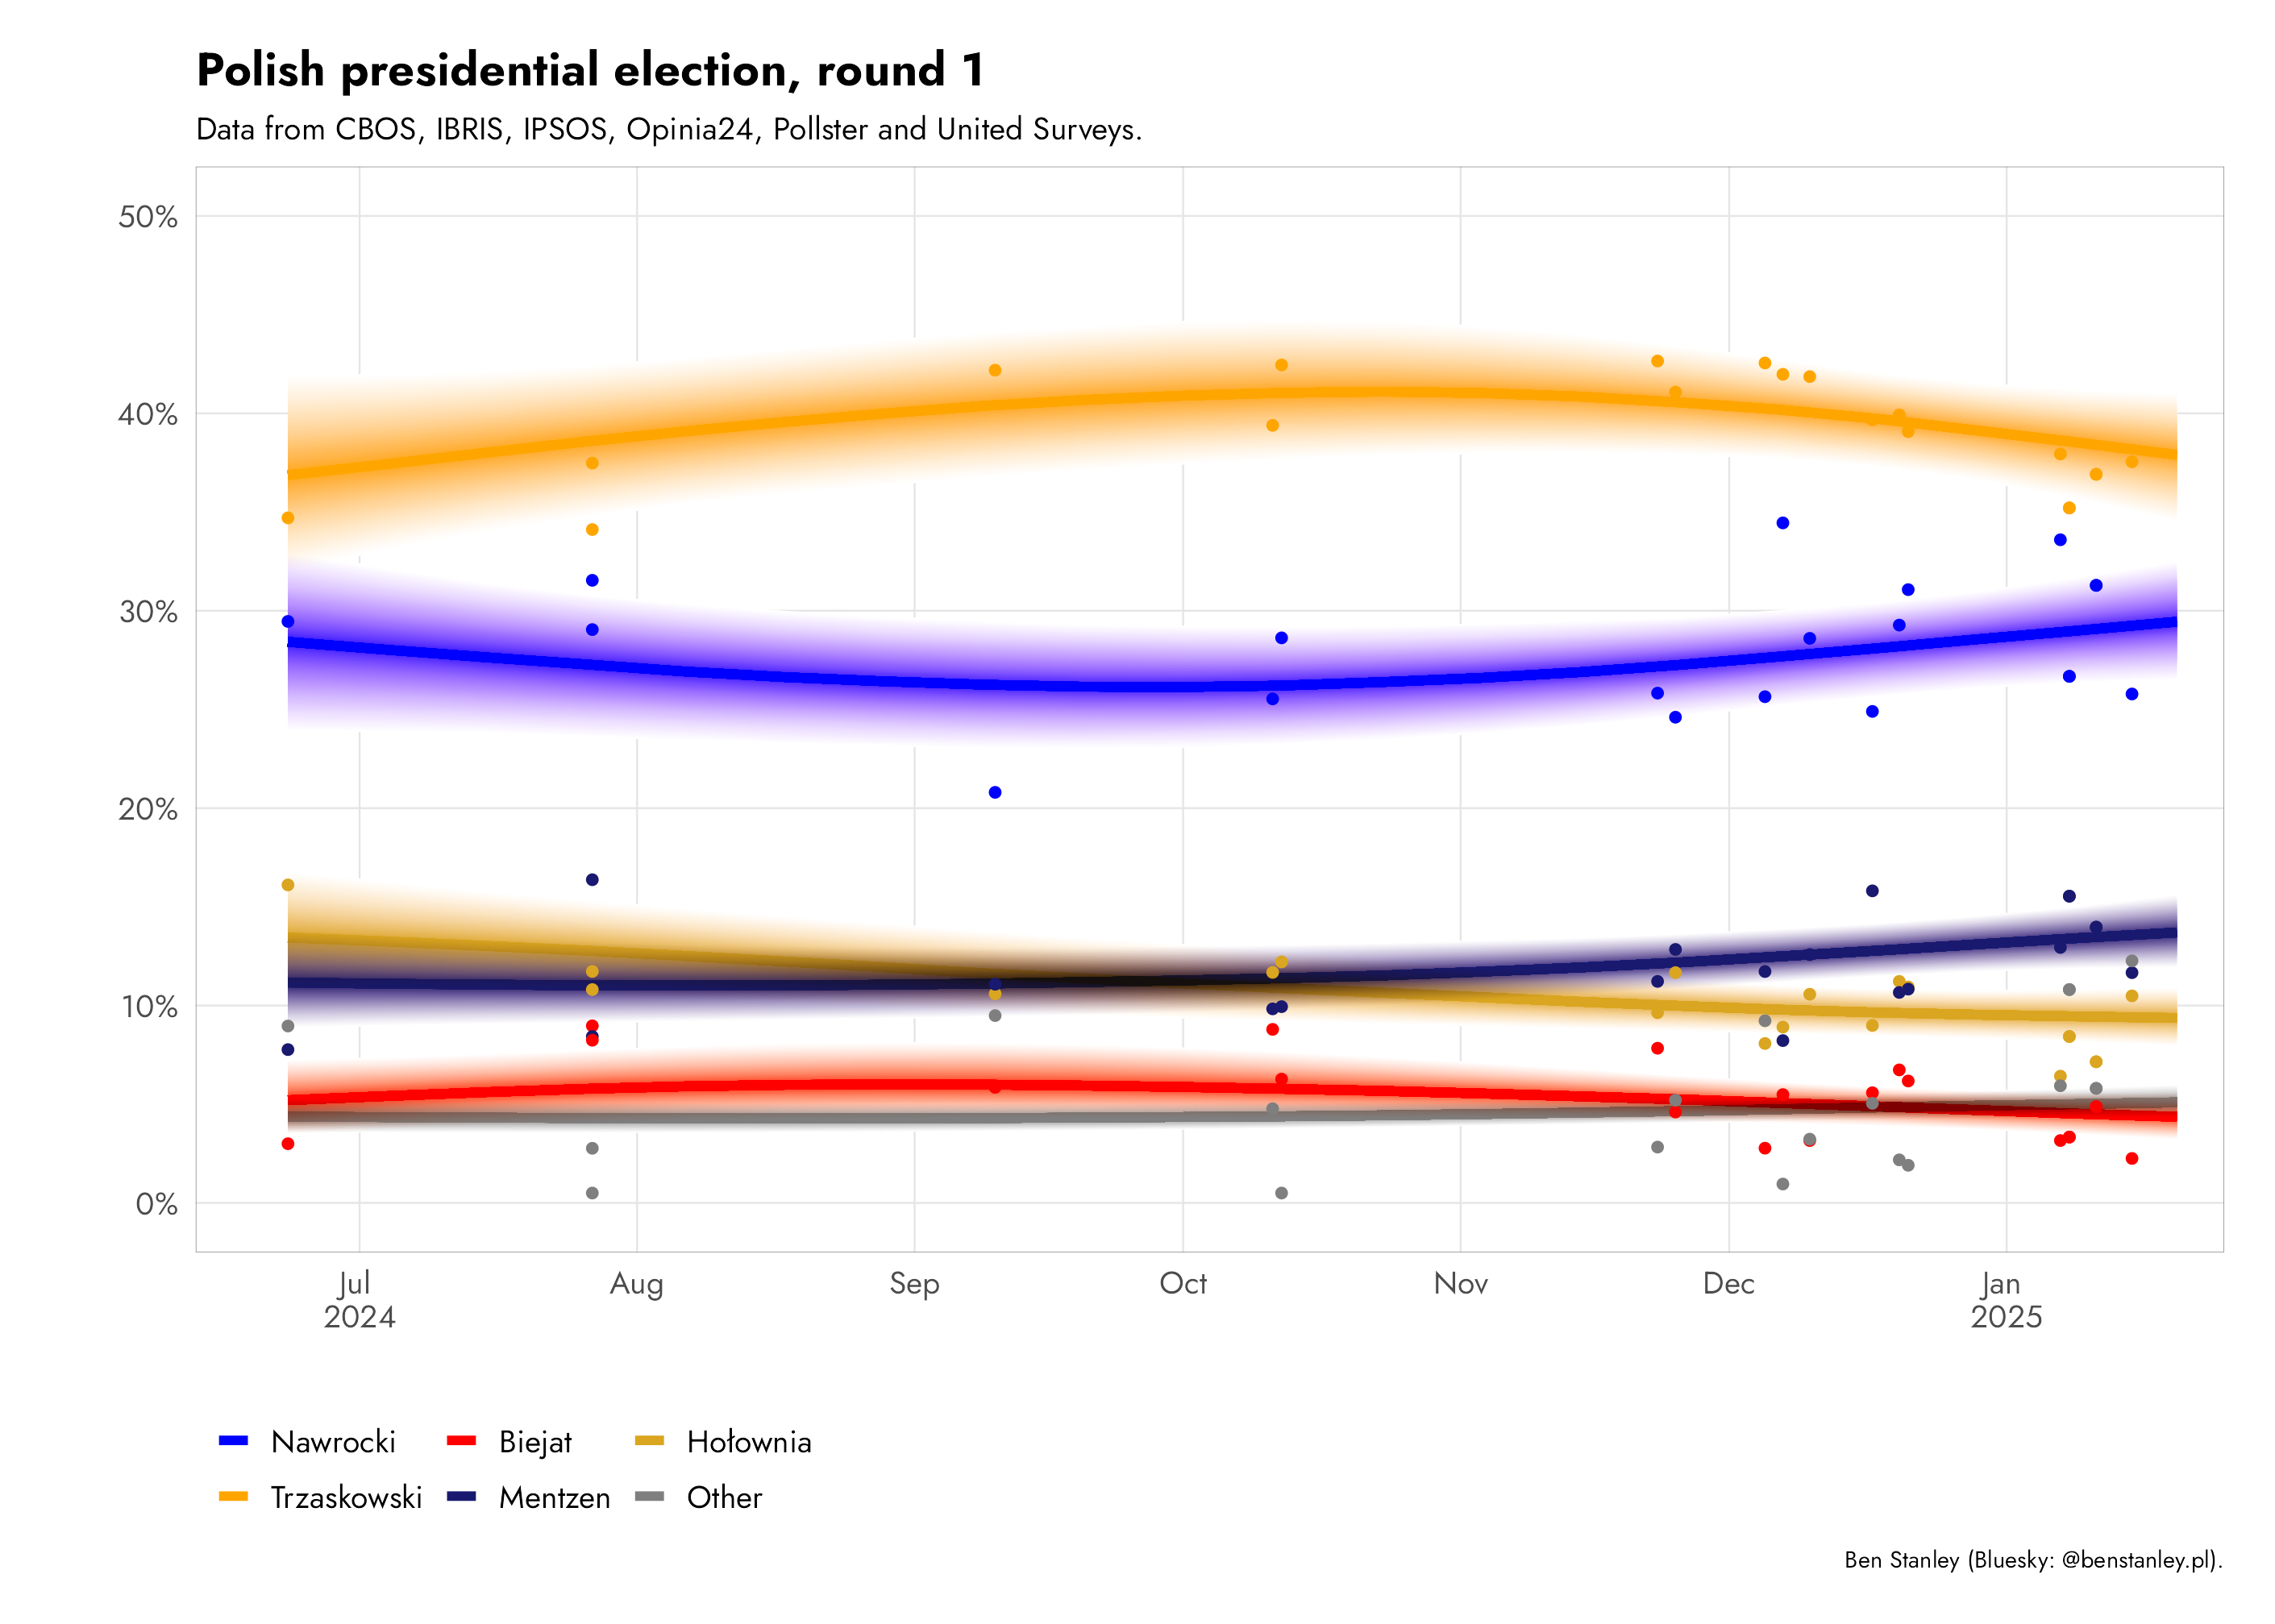 Polish presidential election, round 1
Data from CBOS, IBRIS, IPSOS, Opinia24, Pollster and United Surveys.
50%
40%
30%
20%
10%
0%
Jul Aug Sep Oct Nov Dec Jan
2024 2025
Nawrocki Biejat Hołownia
Trzaskowski Mentzen Other
Ben Stanley (Bluesky: @benstanley.pl).